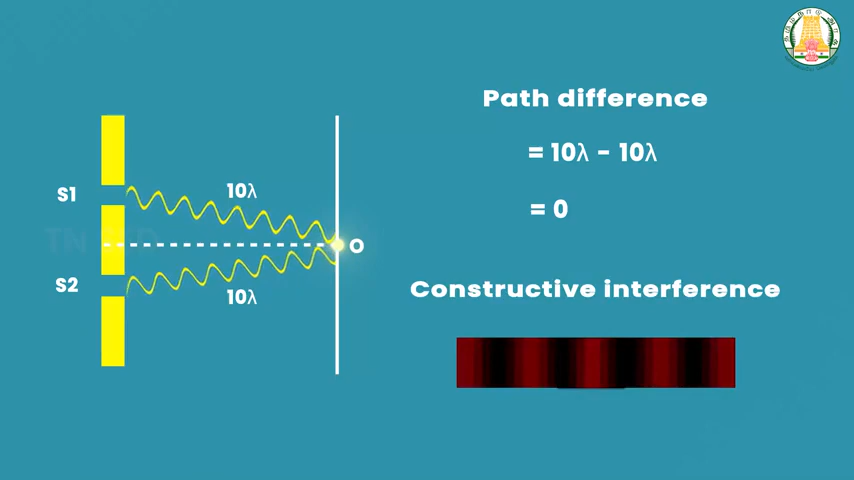 Path difference
= 10λ - 10λ
= 0
S1
10λ
O
S2
10λ
Constructive interference